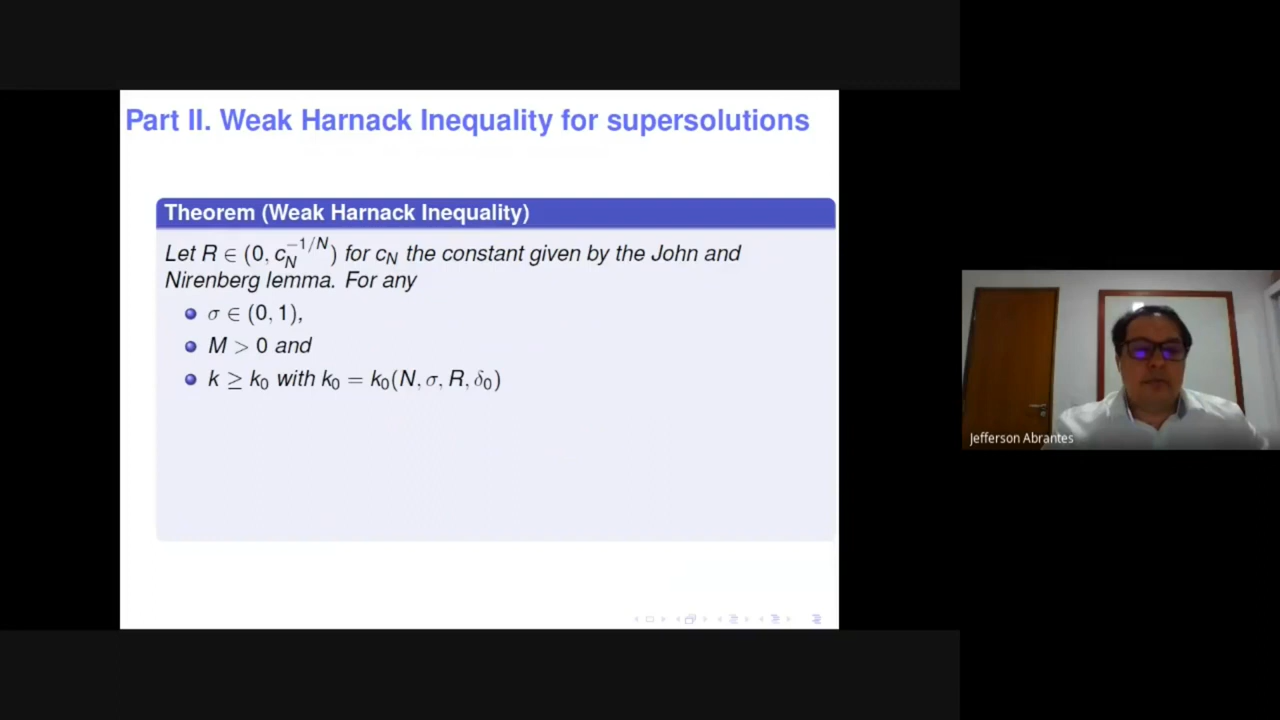 Part II. Weak Harnack Inequality for supersolutions
Theorem (Weak Harnack Inequality)
Let R ∈ (0, c_N^{-1/N}) for c_N the constant given by the John and
Nirenberg lemma. For any
σ ∈ (0, 1),
M > 0 and
k ≥ k₀ with k₀ = k₀(N, σ, R, δ₀)
Jefferson Abrantes